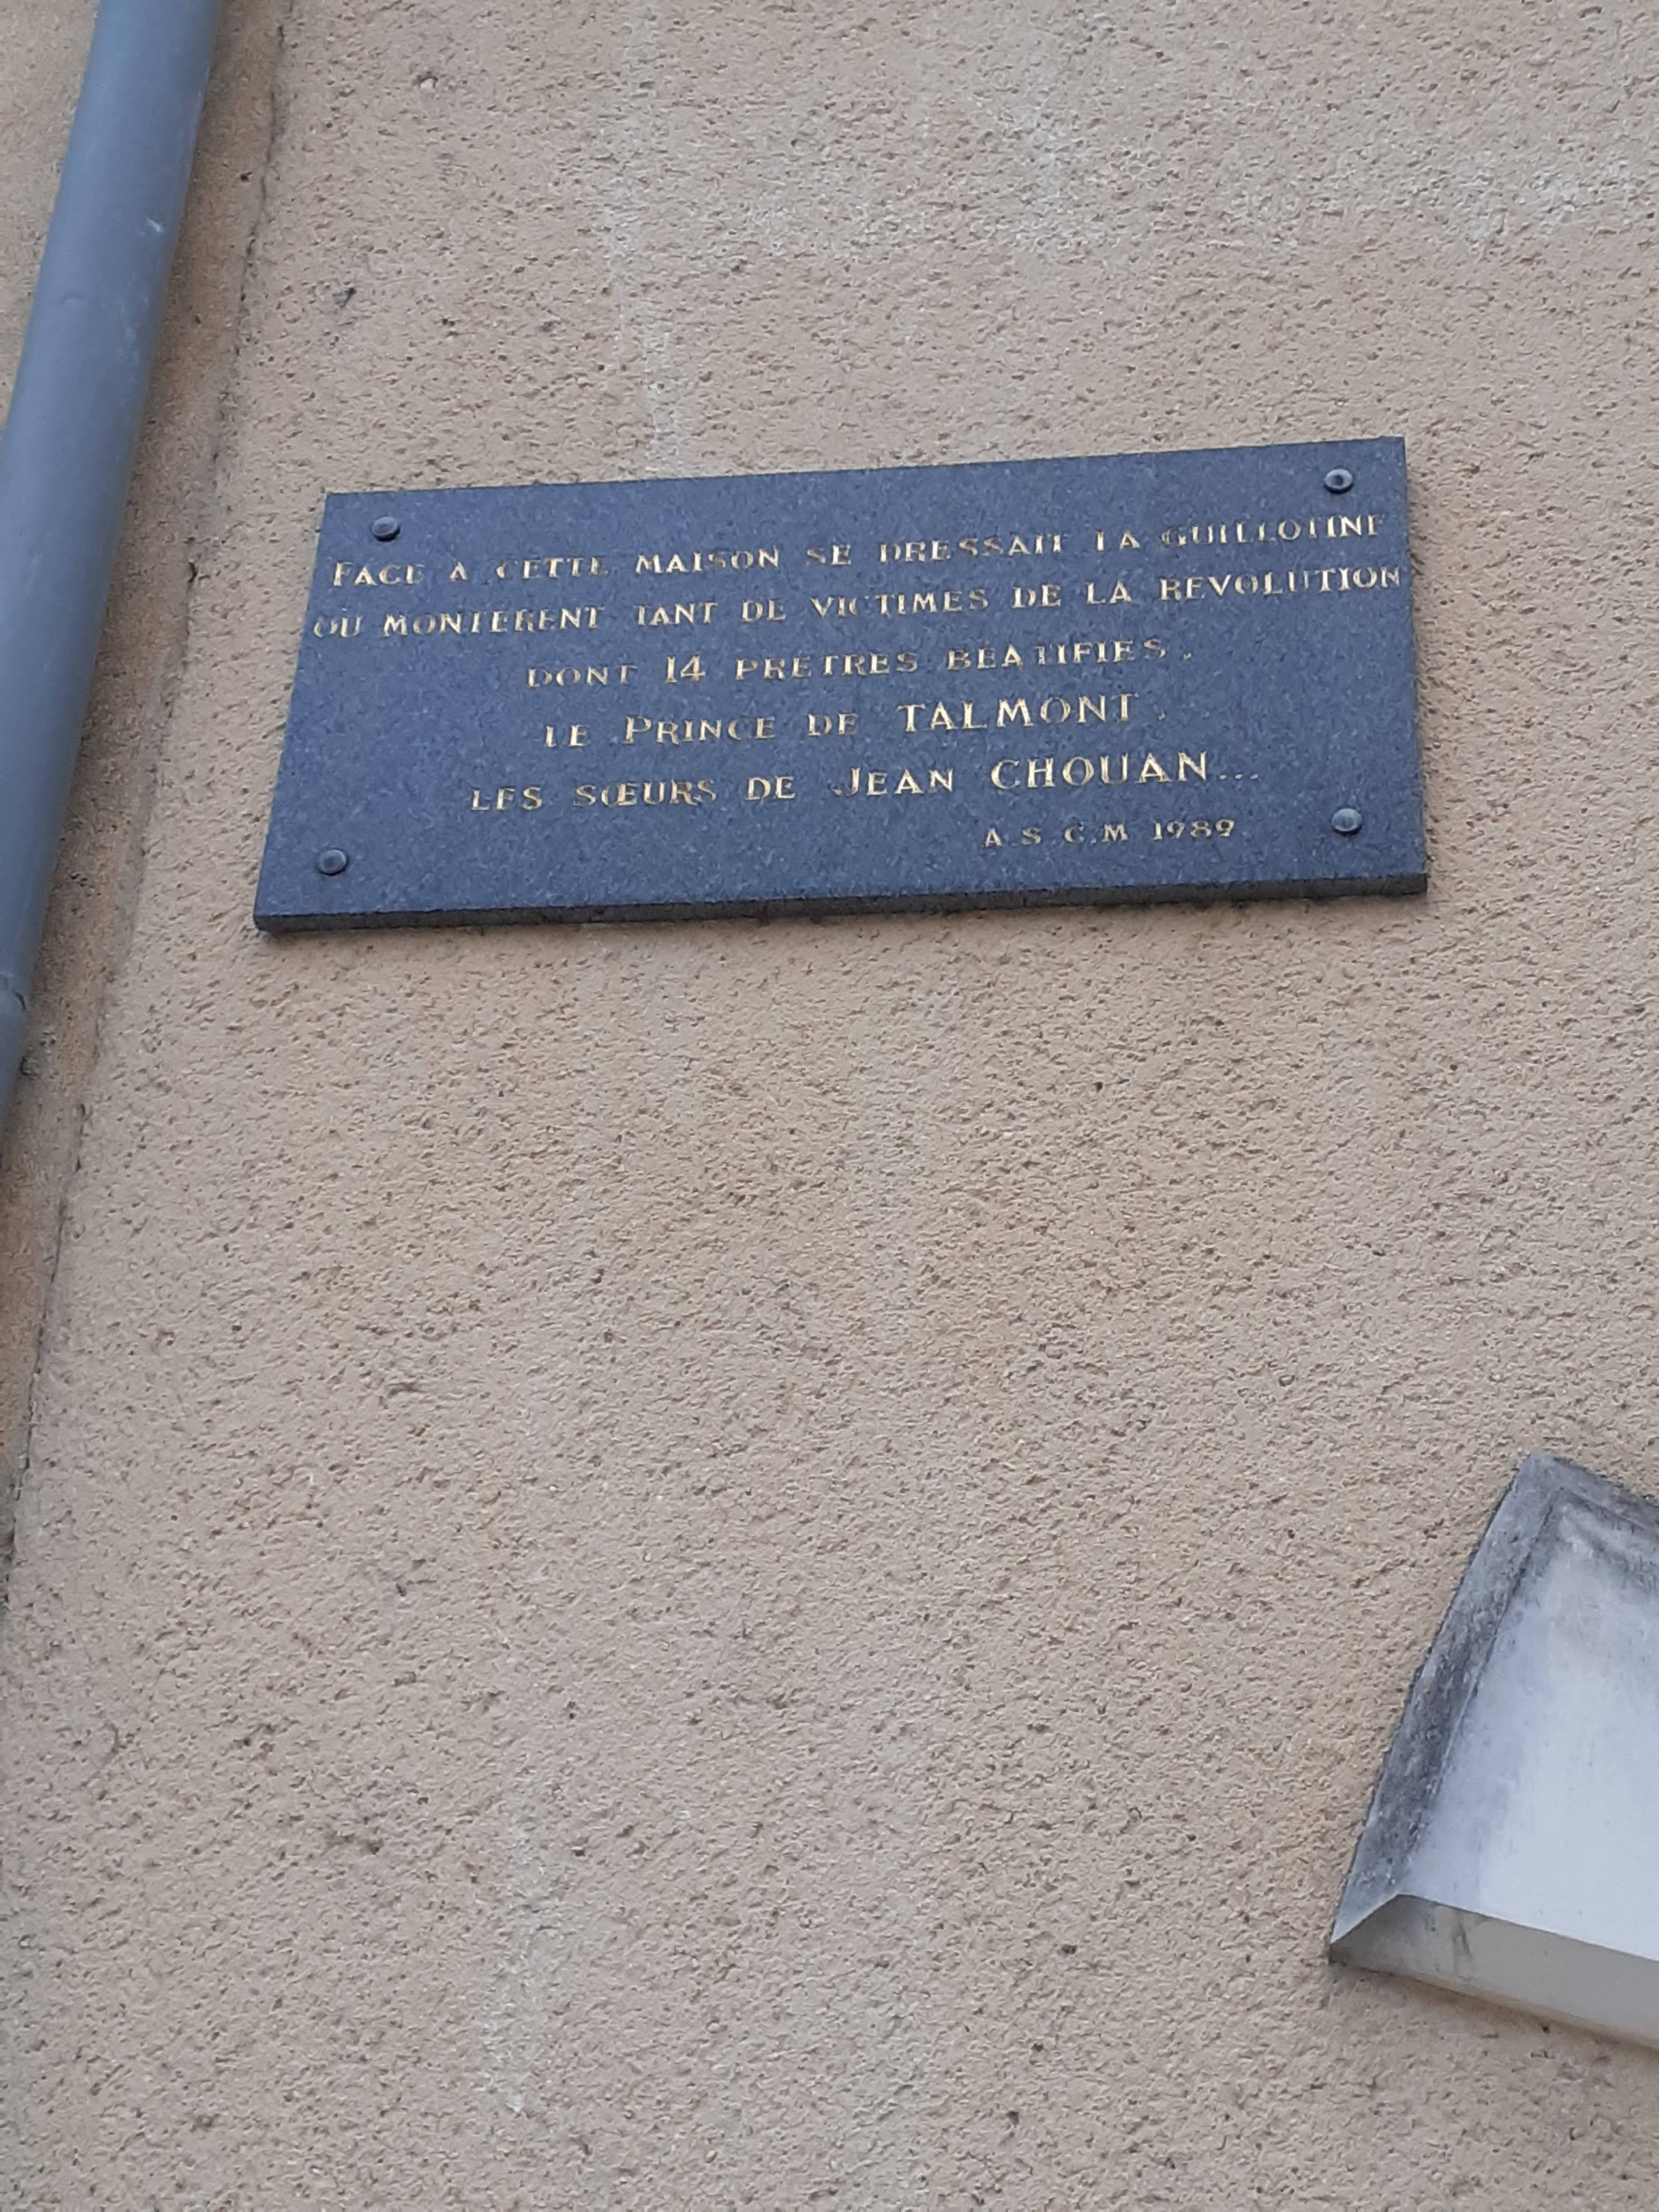 FACE A CETTE MAISON SE DRESSAIT LA GUILLOTINE
OÙ MONTERENT TANT DE VICTIMES DE LA REVOLUTION
DONT 14 PRETRES BEATIFIES,
LE PRINCE DE TALMONT,
LES SŒURS DE JEAN CHOUAN...
A.S.C.M 1989